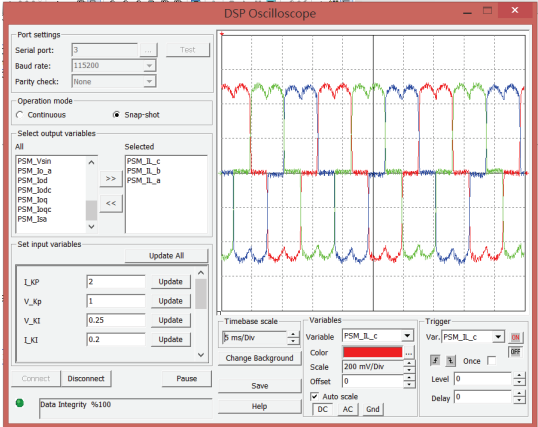 DSP Oscilloscope
Port settings
Serial port: 3 ... Test
Baud rate: 115200
Parity check: None
Operation mode
Continuous Snap-shot
Select output variables
All Selected
PSM_Vsin PSM_IL_c
PSM_Io_a PSM_IL_b
PSM_Iod PSM_IL_a
PSM_Iodc
PSM_Ioq
PSM_Ioqc
PSM_Isa
>>
<<
Set input variables
Update All
I_KP 2 Update
V_Kp 1 Update
V_KI 0.25 Update
I_KI 0.2 Update
Connect Disconnect Pause
Data Integrity %100
Timebase scale
5 ms/Div
Change Background
Save
Help
Variables
Variable PSM_IL_c
Color ...
Scale 200 mV/Div
Offset 0
Auto scale
DC AC Gnd
Trigger
Var. PSM_IL_c ON
OFF
Once
Level 0
Delay 0